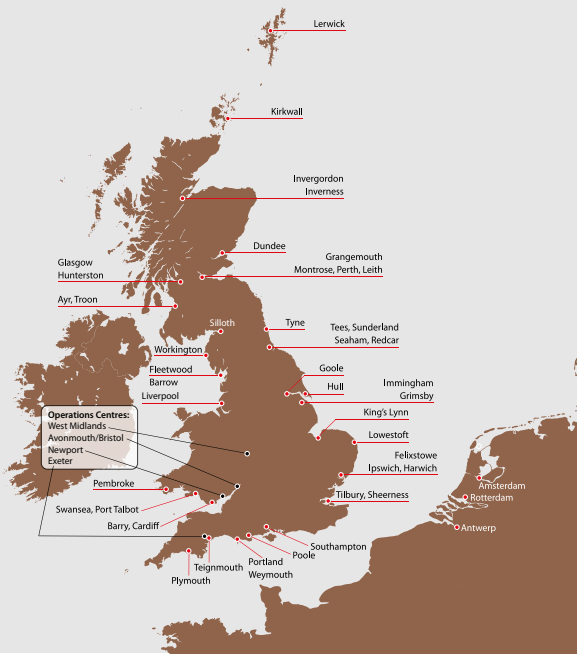 Lerwick
Kirkwall
Invergordon
Inverness
Dundee
Grangemouth
Montrose, Perth, Leith
Glasgow
Hunterston
Ayr, Troon
Silloth
Tyne
Tees, Sunderland
Seaham, Redcar
Workington
Fleetwood
Barrow
Liverpool
Goole
Hull
Immingham
Grimsby
King's Lynn
Lowestoft
Operations Centres:
West Midlands
Avonmouth/Bristol
Newport
Exeter
Felixstowe
Ipswich, Harwich
Pembroke
Tilbury, Sheerness
Amsterdam
Rotterdam
Swansea, Port Talbot
Barry, Cardiff
Antwerp
Southampton
Poole
Portland
Weymouth
Teignmouth
Plymouth